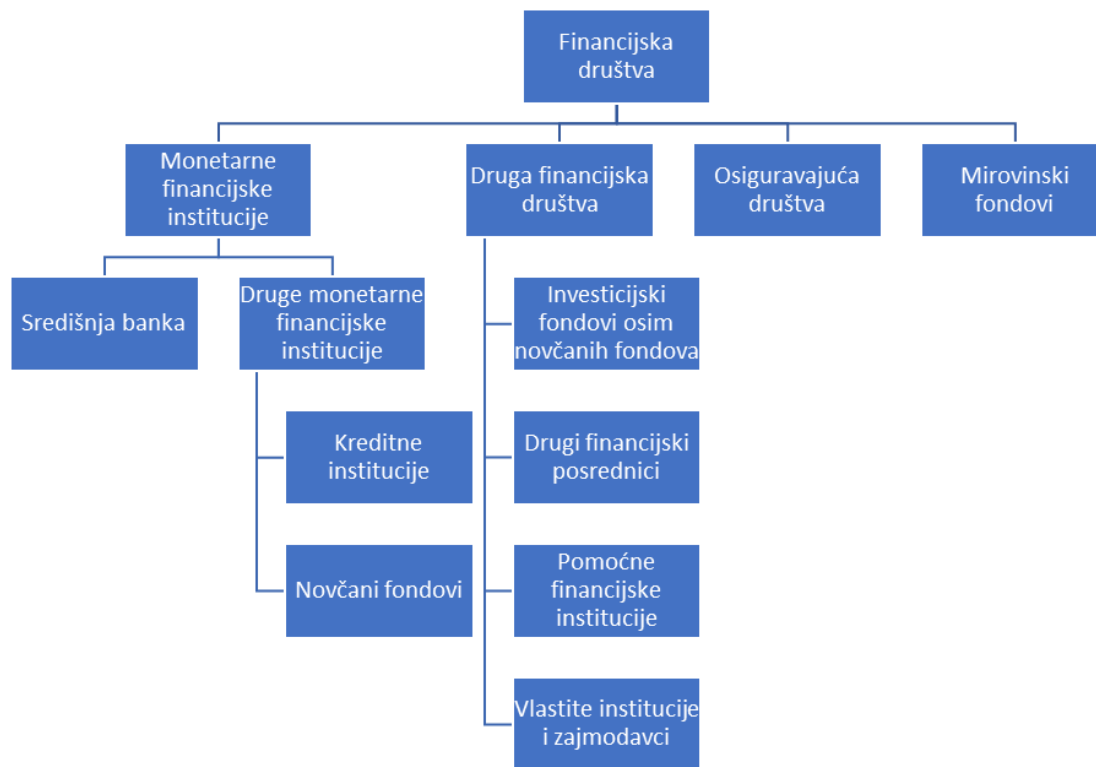 Financijska
društva
Monetarne
financijske
institucije
Druga financijska
društva
Osiguravajuća
društva
Mirovinski
fondovi
Središnja banka
Druge monetarne
financijske
institucije
Investicijski
fondovi osim
novčanih fondova
Kreditne
institucije
Drugi financijski
posrednici
Novčani fondovi
Pomoćne
financijske
institucije
Vlastite institucije
i zajmodavci